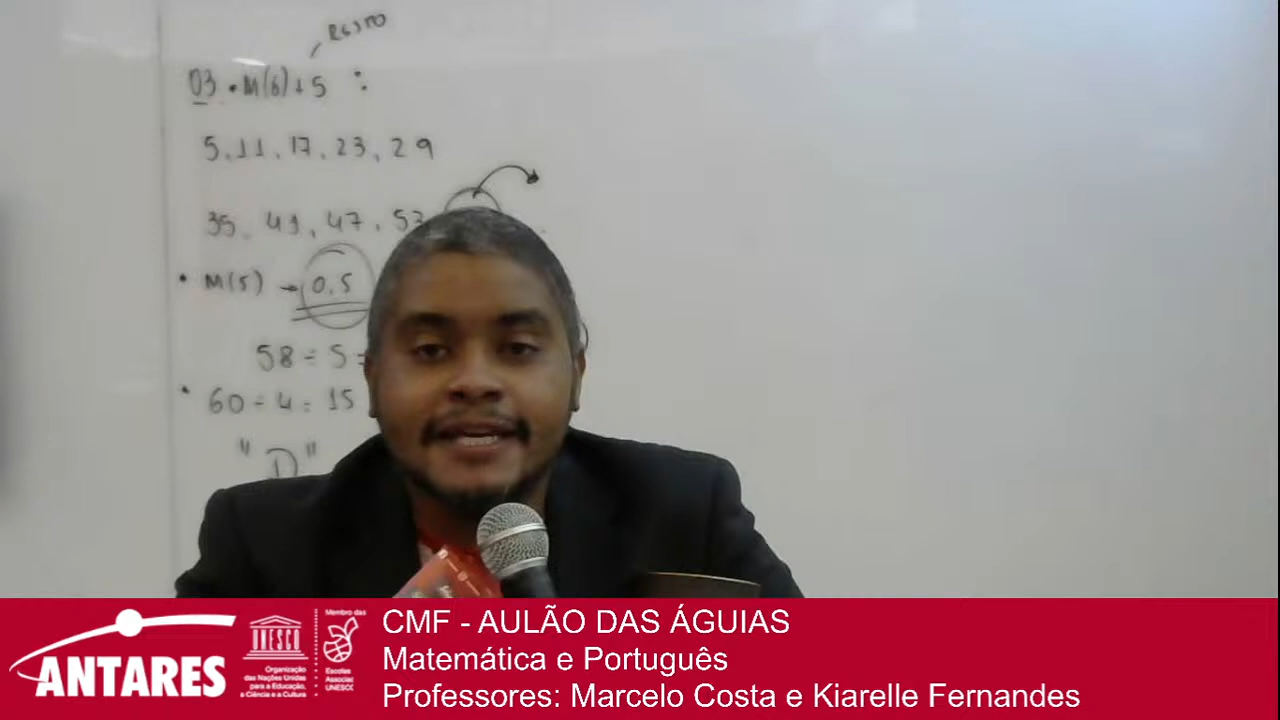 RESTO
03 • M(6)+5 :
5, 11, 17, 23, 29
35, 41, 47, 53
• M(5) → 0,5
58 ÷ 5 =
• 60 ÷ 4 = 15
"D"
CMF - AULÃO DAS ÁGUIAS
Matemática e Português
Professores: Marcelo Costa e Kiarelle Fernandes
ANTARES
UNESCO
Organização
das Nações Unidas
para a Educação,
a Ciência e a Cultura
Membro das
Escolas
Associadas
UNESCO